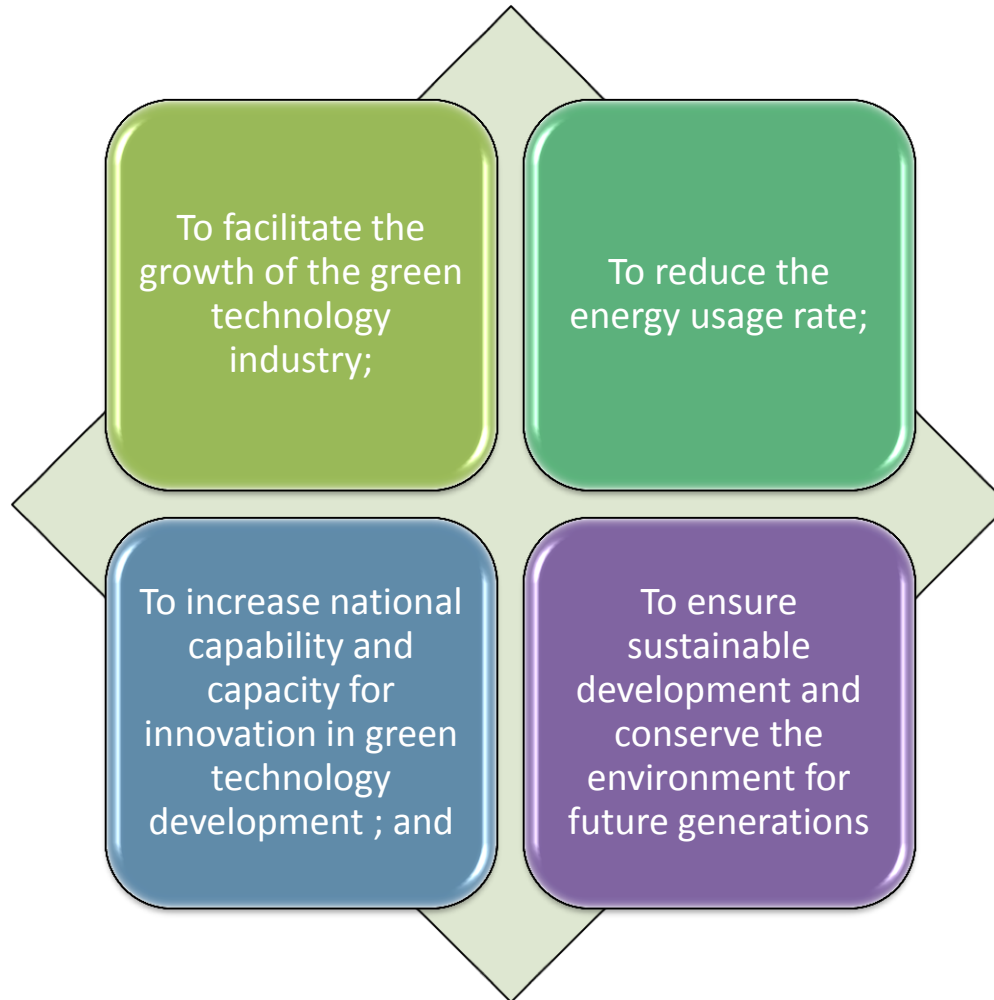 To facilitate the
growth of the green
technology
industry;
To reduce the
energy usage rate;
To increase national
capability and
capacity for
innovation in green
technology
development ; and
To ensure
sustainable
development and
conserve the
environment for
future generations